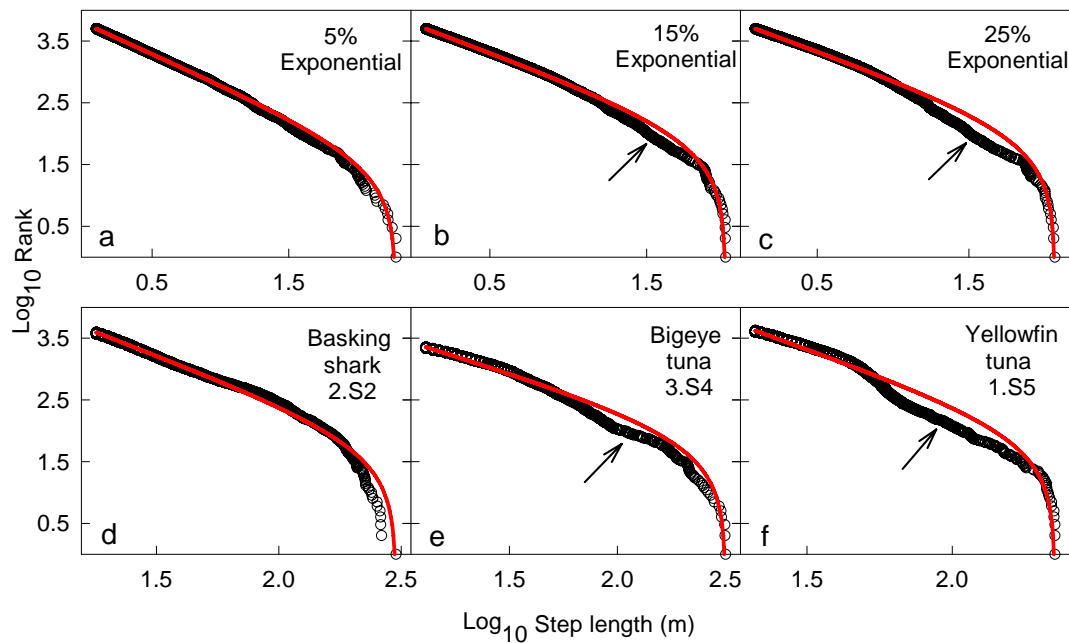 3.5
2.5
1.5
0.5
5%
Exponential
a
15%
Exponential
b
25%
Exponential
c
0.5 1.5 0.5 1.5 0.5 1.5
Log10 Rank
3.5
2.5
1.5
0.5
Basking
shark
2.S2
d
Bigeye
tuna
3.S4
e
Yellowfin
tuna
1.S5
f
1.5 2.0 2.5 1.5 2.0 2.5 1.5 2.0
Log10 Step length (m)